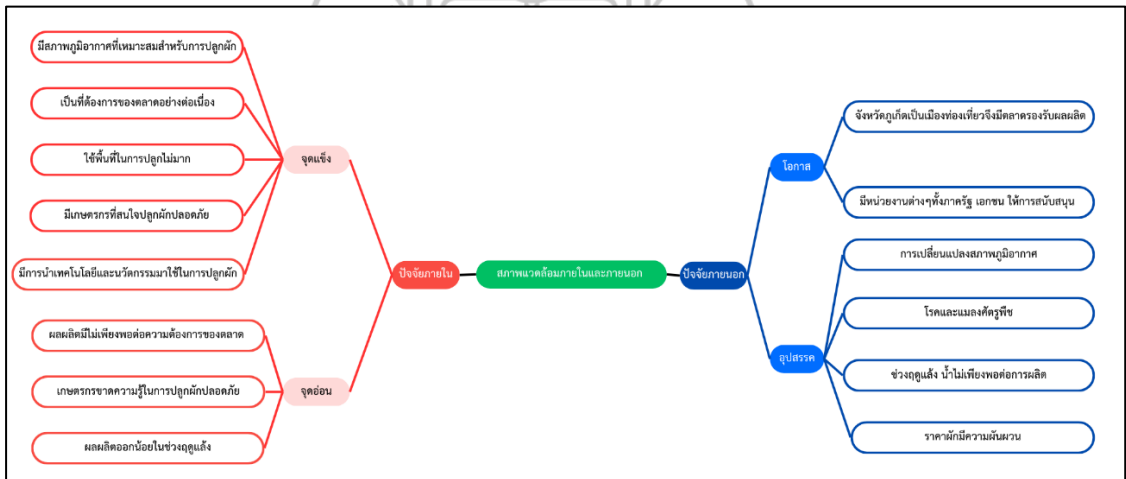 มีสภาพภูมิอากาศที่เหมาะสมสำหรับการปลูกผัก
เป็นที่ต้องการของตลาดอย่างต่อเนื่อง
ใช้พื้นที่ในการปลูกไม่มาก
มีเกษตรกรที่สนใจปลูกผักปลอดภัย
มีการนำเทคโนโลยีและนวัตกรรมมาใช้ในการปลูกผัก
จุดแข็ง
ผลผลิตมีไม่เพียงพอต่อความต้องการของตลาด
เกษตรกรขาดความรู้ในการปลูกผักปลอดภัย
ผลผลิตออกน้อยในช่วงฤดูแล้ง
จุดอ่อน
ปัจจัยภายใน
สภาพแวดล้อมภายในและภายนอก
ปัจจัยภายนอก
โอกาส
จังหวัดภูเก็ตเป็นเมืองท่องเที่ยวจึงมีตลาดรองรับผลผลิต
มีหน่วยงานต่างๆทั้งภาครัฐ เอกชน ให้การสนับสนุน
อุปสรรค
การเปลี่ยนแปลงสภาพภูมิอากาศ
โรคและแมลงศัตรูพืช
ช่วงฤดูแล้ง น้ำไม่เพียงพอต่อการผลิต
ราคาผักมีความผันผวน